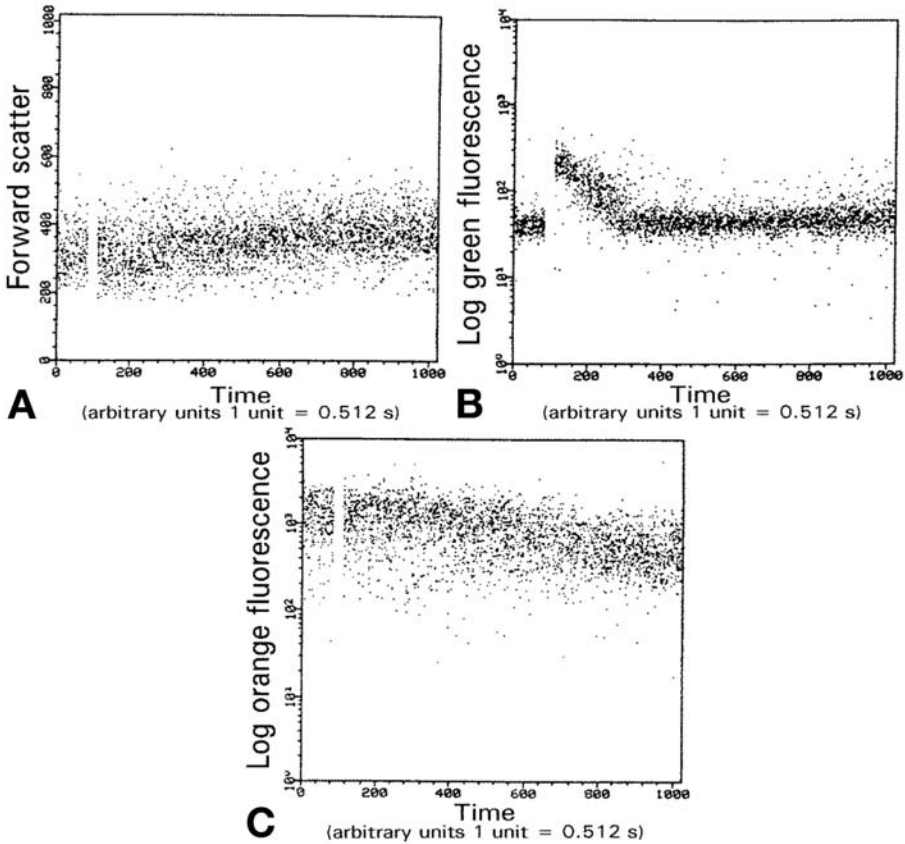 Forward scatter
1000
800
600
400
300
200
0
0 200 400 600 800 1000
Time
(arbitrary units 1 unit = 0.512 s)
A
Log green fluorescence
10⁴
10³
10²
10¹
10⁰
0 200 400 600 800 1000
Time
(arbitrary units 1 unit = 0.512 s)
B
Log orange fluorescence
10⁴
10³
10²
10¹
10⁰
0 200 400 600 800 1000
Time
(arbitrary units 1 unit = 0.512 s)
C